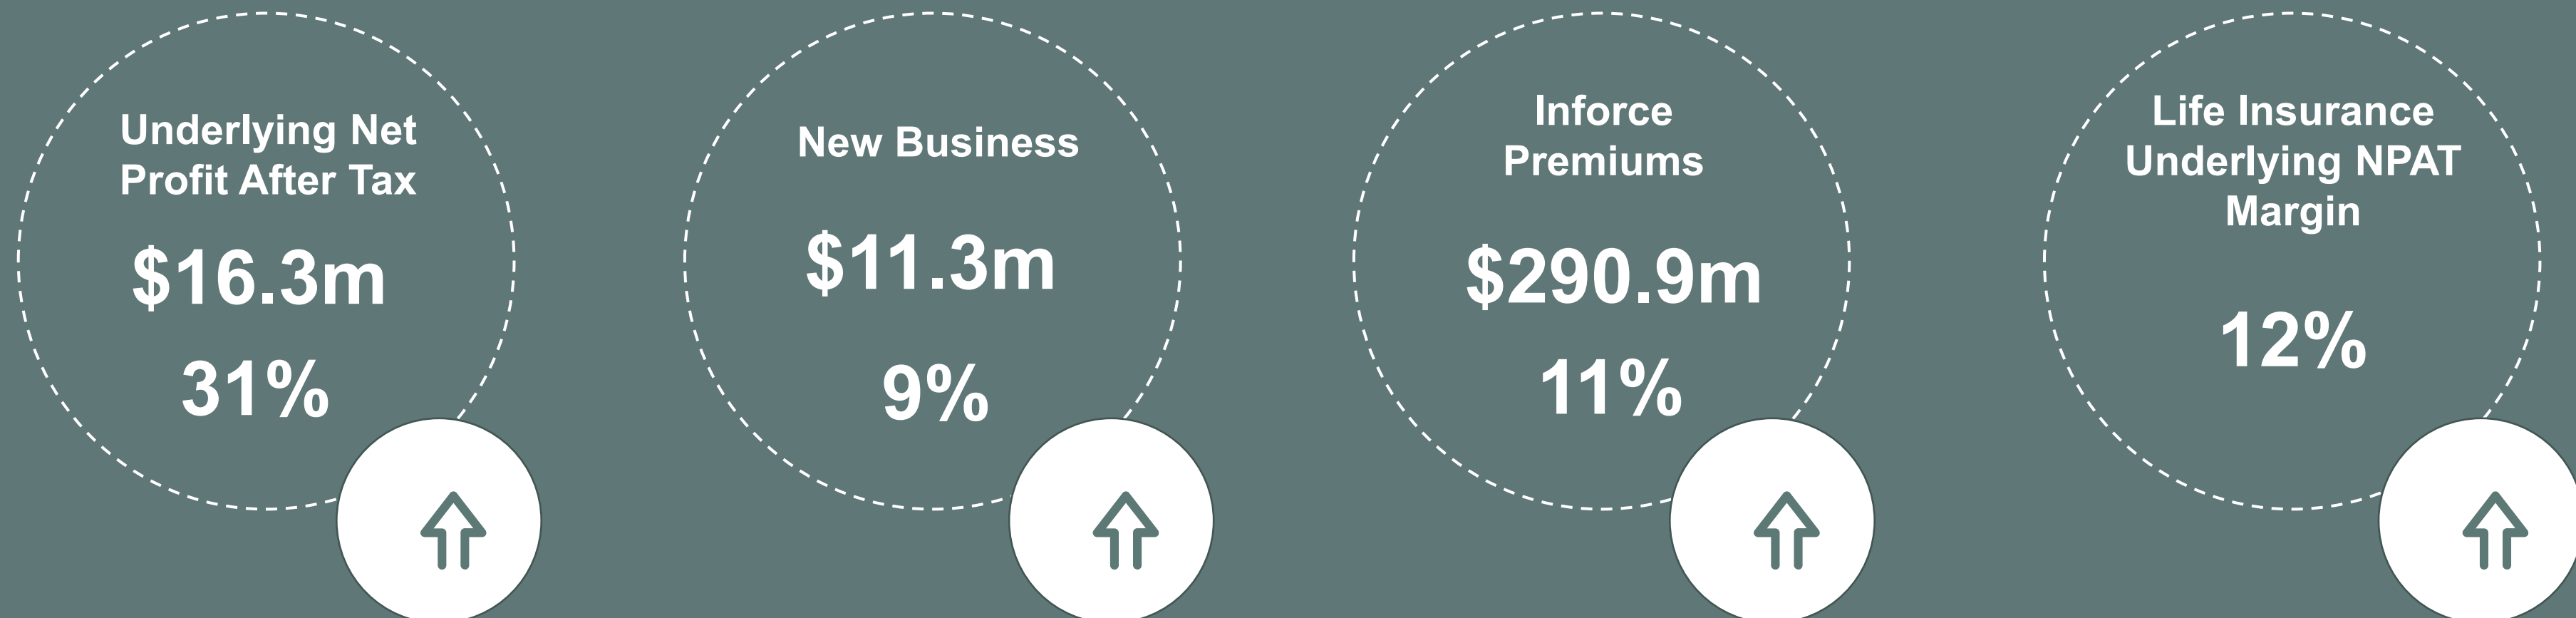 Underlying Net
Profit After Tax
$16.3m
31%
New Business
$11.3m
9%
Inforce
Premiums
$290.9m
11%
Life Insurance
Underlying NPAT
Margin
12%